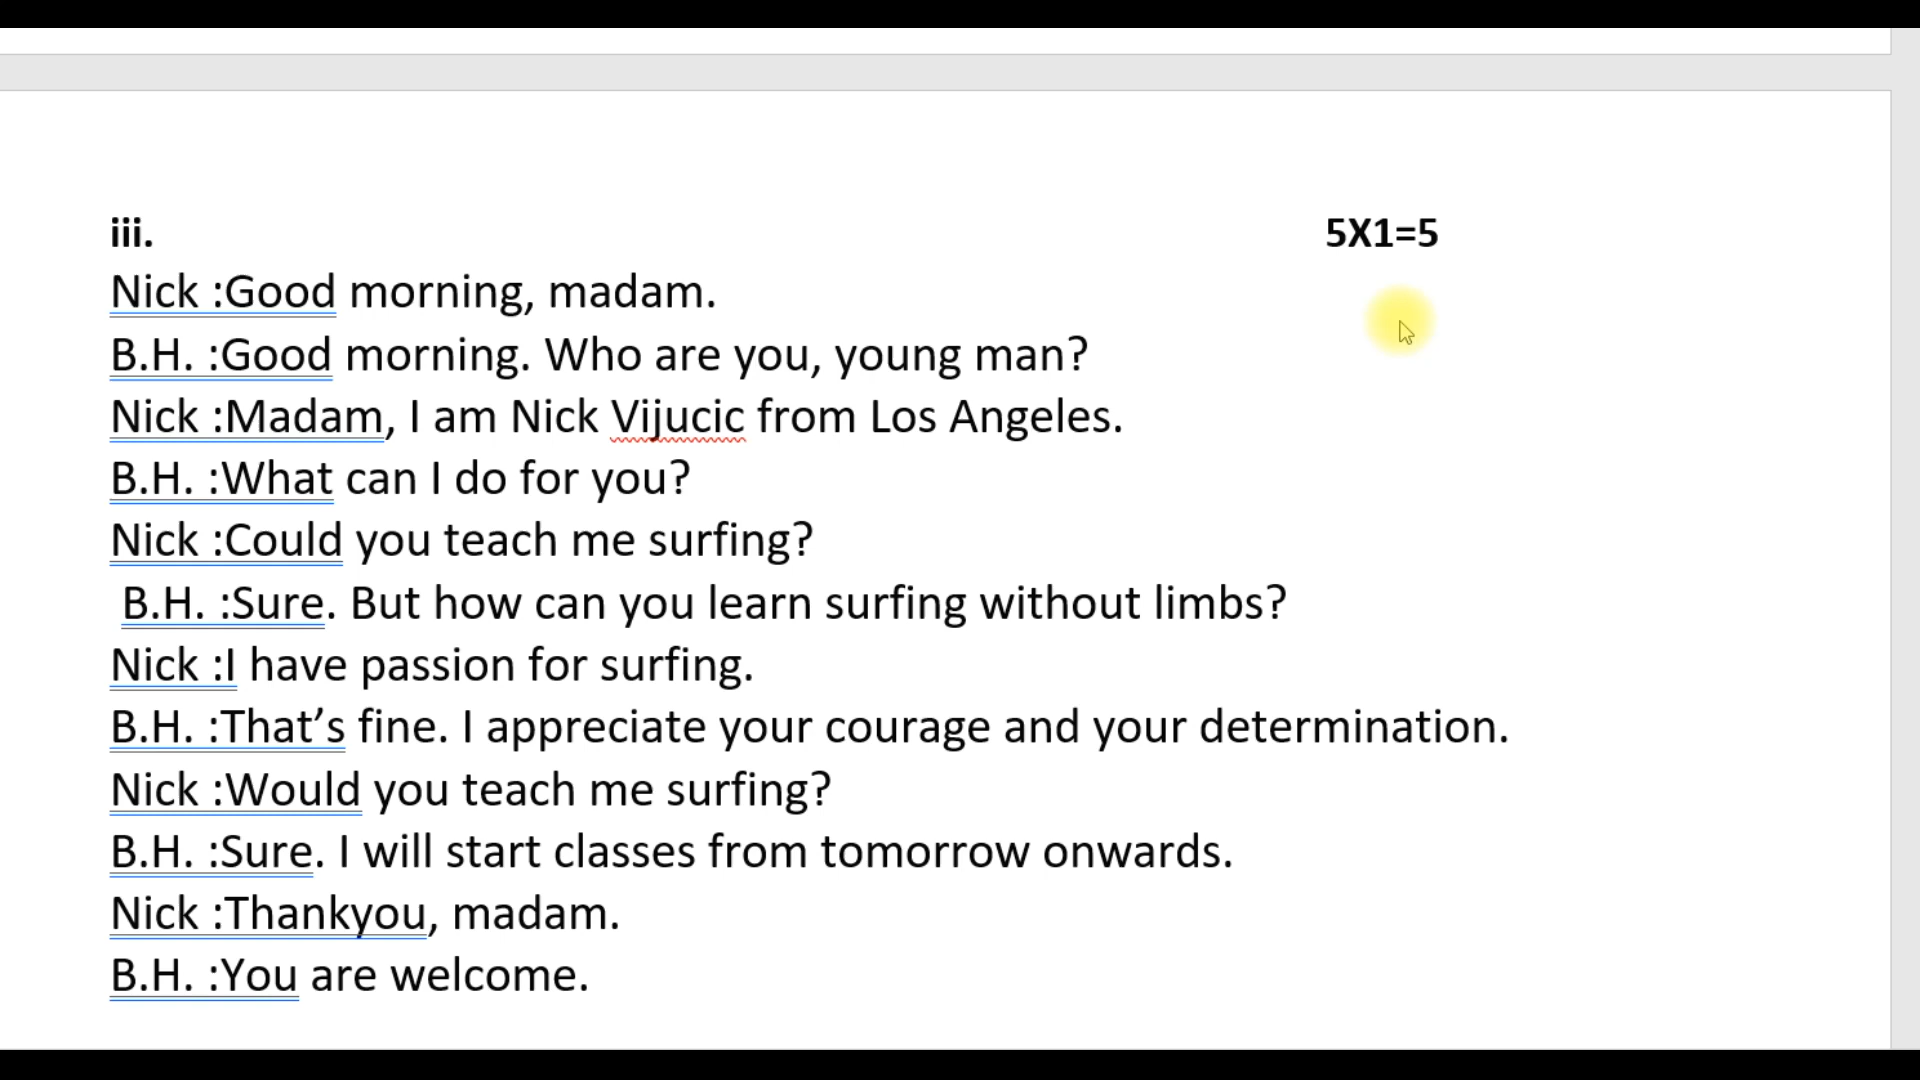 iii. 5X1=5
Nick :Good morning, madam.
B.H. :Good morning. Who are you, young man?
Nick :Madam, I am Nick Vijucic from Los Angeles.
B.H. :What can I do for you?
Nick :Could you teach me surfing?
B.H. :Sure. But how can you learn surfing without limbs?
Nick :I have passion for surfing.
B.H. :That’s fine. I appreciate your courage and your determination.
Nick :Would you teach me surfing?
B.H. :Sure. I will start classes from tomorrow onwards.
Nick :Thankyou, madam.
B.H. :You are welcome.